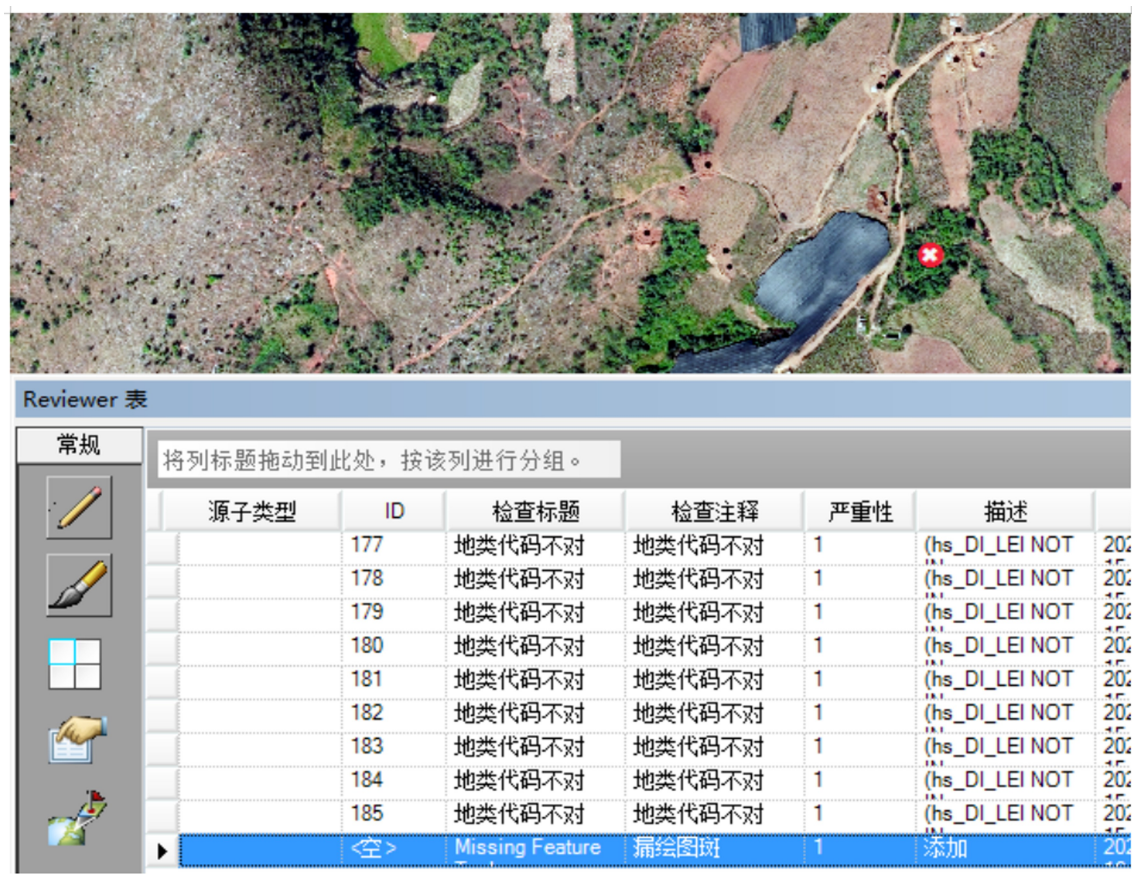 Reviewer 表
常规
将列标题拖动到此处，按该列进行分组。
源子类型 ID 检查标题 检查注释 严重性 描述
177 地类代码不对 地类代码不对 1 (hs_DI_LEI NOT 202
178 地类代码不对 地类代码不对 1 (hs_DI_LEI NOT 202
179 地类代码不对 地类代码不对 1 (hs_DI_LEI NOT 202
180 地类代码不对 地类代码不对 1 (hs_DI_LEI NOT 202
181 地类代码不对 地类代码不对 1 (hs_DI_LEI NOT 202
182 地类代码不对 地类代码不对 1 (hs_DI_LEI NOT 202
183 地类代码不对 地类代码不对 1 (hs_DI_LEI NOT 202
184 地类代码不对 地类代码不对 1 (hs_DI_LEI NOT 202
185 地类代码不对 地类代码不对 1 (hs_DI_LEI NOT 202
<空> Missing Feature 漏绘图斑 1 添加 202